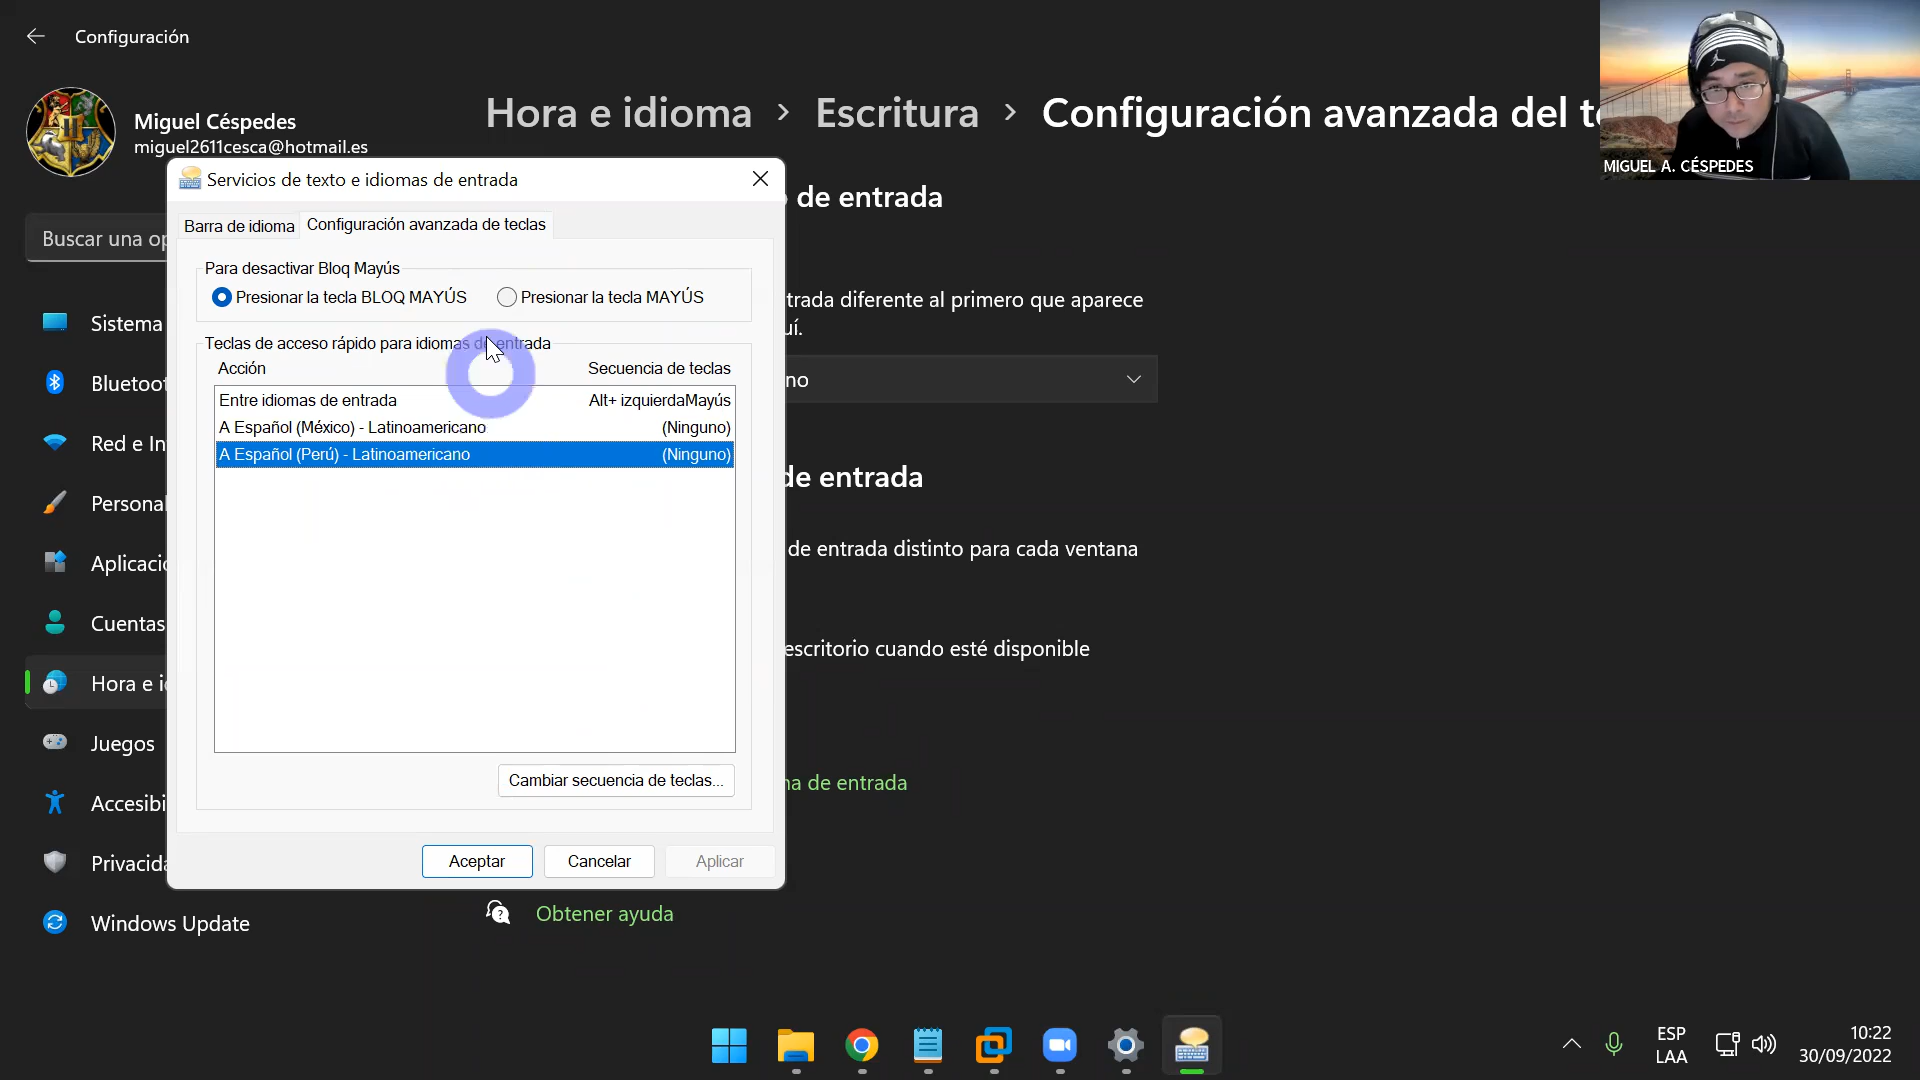 Configuración
Miguel Céspedes
miguel2611cesca@hotmail.es
Hora e idioma > Escritura > Configuración avanzada del te
MIGUEL A. CÉSPEDES
Servicios de texto e idiomas de entrada
de entrada
Barra de idioma
Configuración avanzada de teclas
Buscar una op
Para desactivar Bloq Mayús
Presionar la tecla BLOQ MAYÚS
Presionar la tecla MAYÚS
trada diferente al primero que aparece
uí.
Teclas de acceso rápido para idiomas de entrada
Acción
Secuencia de teclas
no
Entre idiomas de entrada
Alt+ izquierdaMayús
A Español (México) - Latinoamericano
(Ninguno)
A Español (Perú) - Latinoamericano
(Ninguno)
de entrada
de entrada distinto para cada ventana
escritorio cuando esté disponible
Sistema
Bluetoot
Red e In
Personal
Aplicacio
Cuentas
Hora e id
Juegos
Accesibi
Privacida
Windows Update
Cambiar secuencia de teclas...
na de entrada
Aceptar
Cancelar
Aplicar
Obtener ayuda
ESP
LAA
10:22
30/09/2022